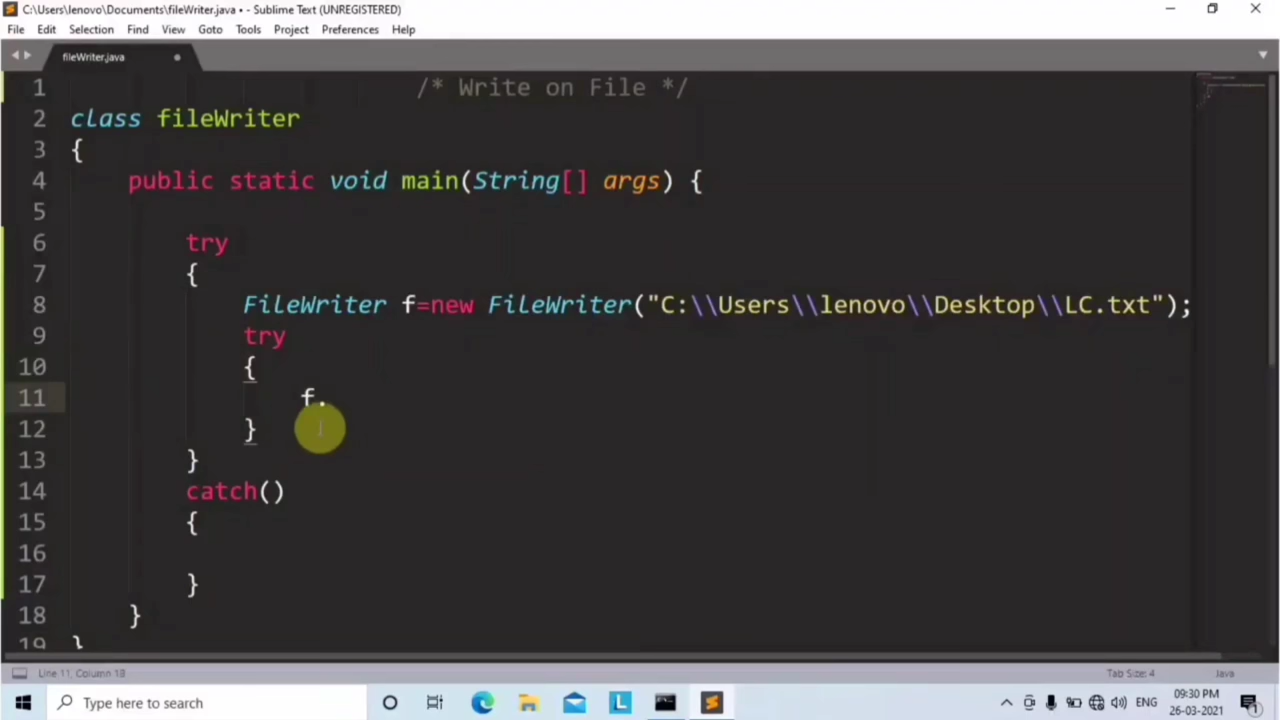 C:\Users\lenovo\Documents\fileWriter.java • - Sublime Text (UNREGISTERED)
File Edit Selection Find View Goto Tools Project Preferences Help
fileWriter.java
1 /* Write on File */
2 class fileWriter
3 {
4 public static void main(String[] args) {
5
6 try
7 {
8 FileWriter f=new FileWriter("C:\\Users\\lenovo\\Desktop\\LC.txt");
9 try
10 {
11 f.
12 }
13 }
14 catch()
15 {
16
17 }
18 }
19 }
Line 11, Column 13 Tab Size: 4 Java
Type here to search L ENG 09:30 PM
26-03-2021 1